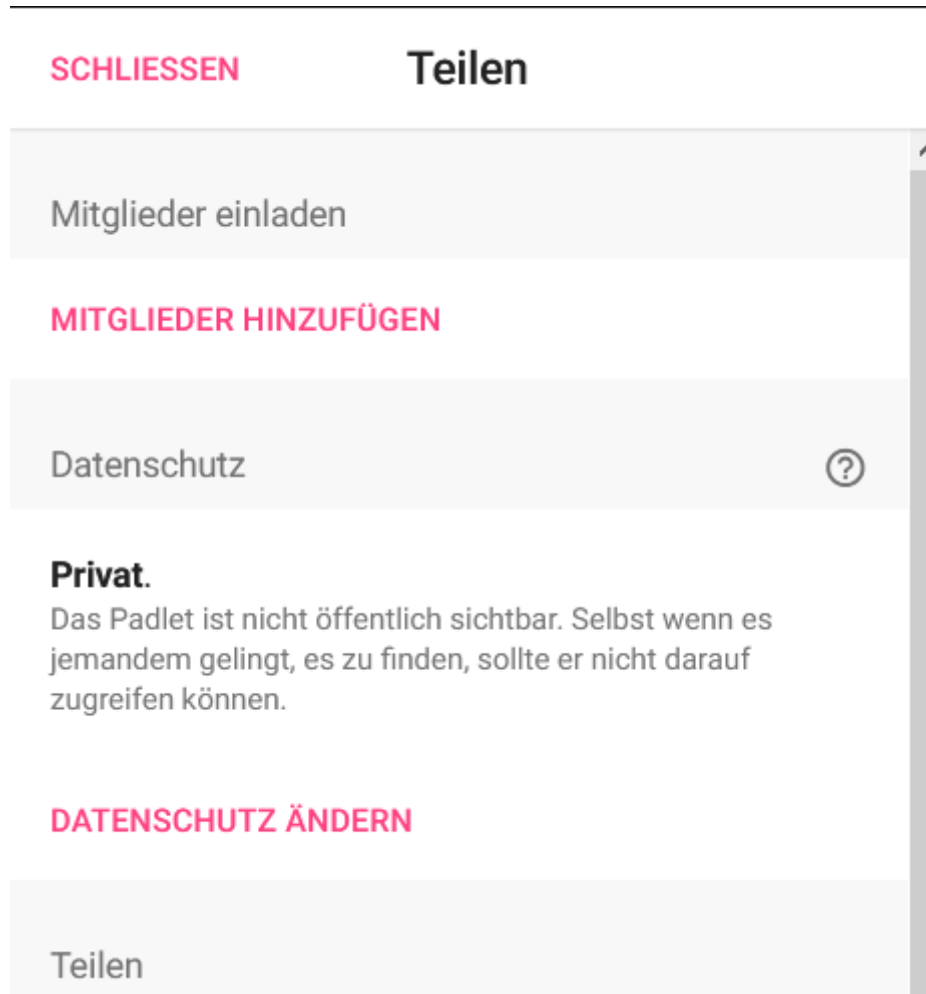 SCHLIESSEN Teilen
Mitglieder einladen
MITGLIEDER HINZUFÜGEN
Datenschutz
Privat.
Das Padlet ist nicht öffentlich sichtbar. Selbst wenn es
jemandem gelingt, es zu finden, sollte er nicht darauf
zugreifen können.
DATENSCHUTZ ÄNDERN
Teilen